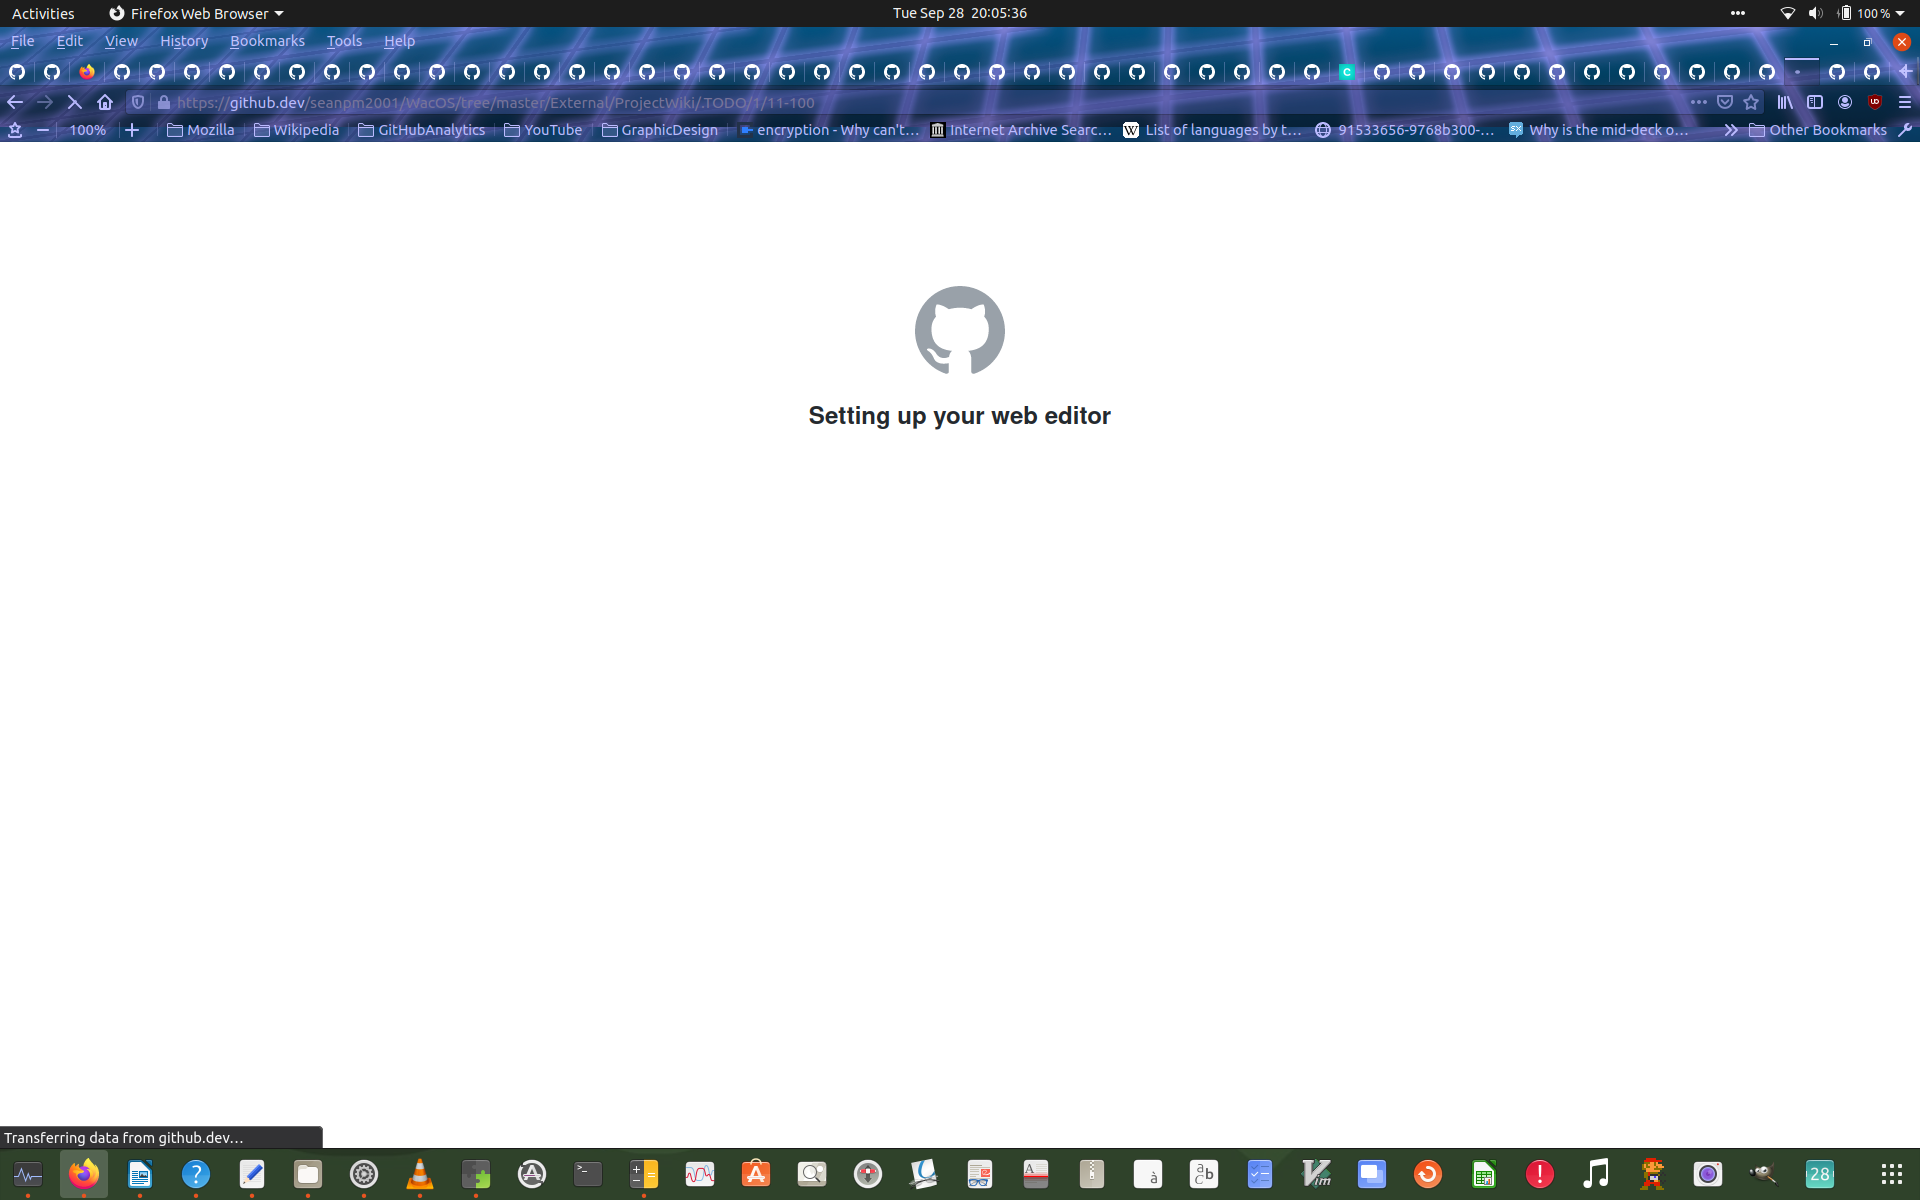 Activities Firefox Web Browser Tue Sep 28 20:05:36 100 %
File Edit View History Bookmarks Tools Help
https://github.dev/seanpm2001/WacOS/tree/master/External/ProjectWiki/.TODO/1/11-100
100% Mozilla Wikipedia GitHubAnalytics YouTube GraphicDesign encryption - Why can't… Internet Archive Searc… List of languages by t… 91533656-9768b300-… Why is the mid-deck o… Other Bookmarks
Setting up your web editor
Transferring data from github.dev…
28